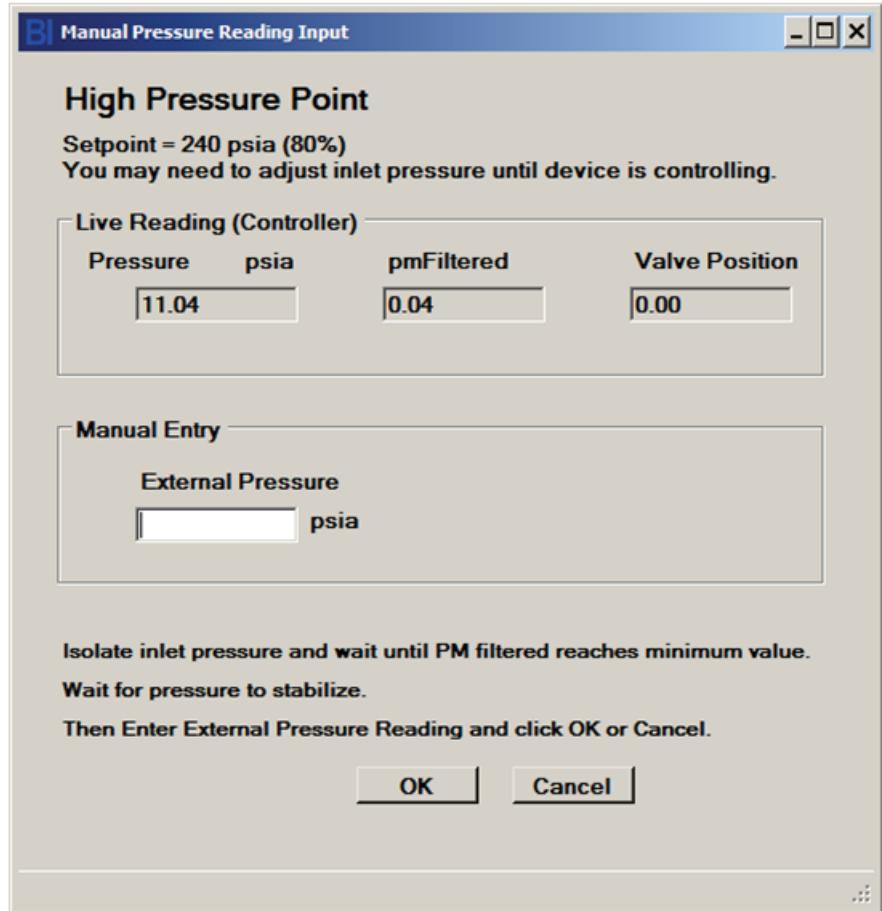 BI Manual Pressure Reading Input
High Pressure Point
Setpoint = 240 psia (80%)
You may need to adjust inlet pressure until device is controlling.
Live Reading (Controller)
Pressure psia pmFiltered Valve Position
11.04 0.04 0.00
Manual Entry
External Pressure
psia
Isolate inlet pressure and wait until PM filtered reaches minimum value.
Wait for pressure to stabilize.
Then Enter External Pressure Reading and click OK or Cancel.
OK Cancel